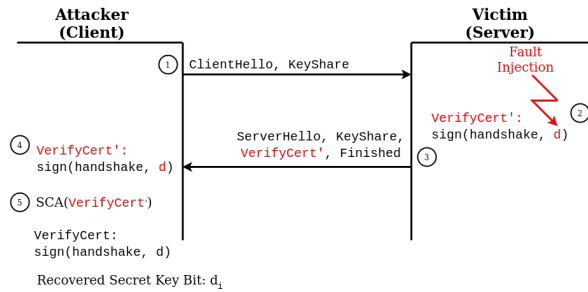 Attacker
(Client)
Victim
(Server)
1
ClientHello, KeyShare
Fault
Injection
2
VerifyCert':
sign(handshake, d)
ServerHello, KeyShare,
VerifyCert', Finished
3
4
VerifyCert':
sign(handshake, d)
5
SCA(VerifyCert')
VerifyCert:
sign(handshake, d)
Recovered Secret Key Bit: di